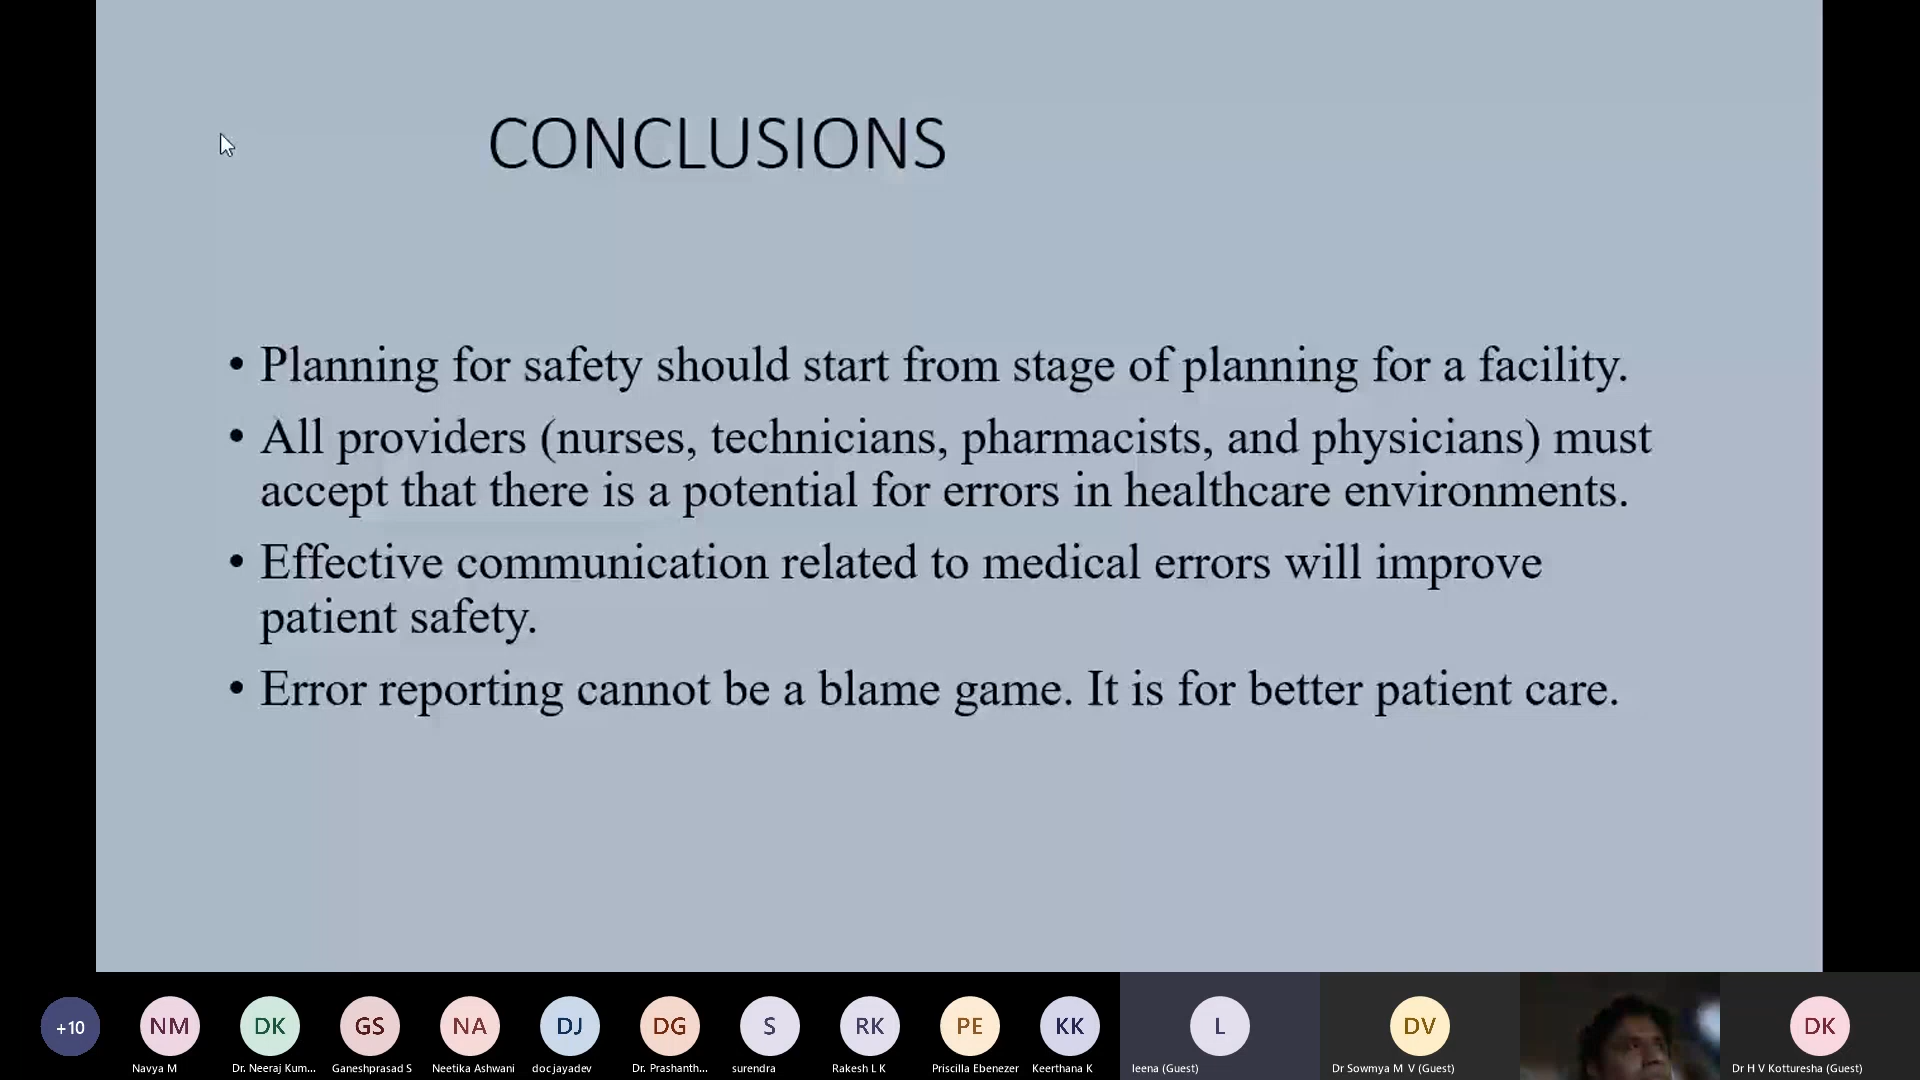 CONCLUSIONS
• Planning for safety should start from stage of planning for a facility.
• All providers (nurses, technicians, pharmacists, and physicians) must
accept that there is a potential for errors in healthcare environments.
• Effective communication related to medical errors will improve
patient safety.
• Error reporting cannot be a blame game. It is for better patient care.
+10 NM DK GS NA DJ DG S RK PE KK L DV DK
Navya M Dr. Neeraj Kum... Ganeshprasad S Neetika Ashwani docjayadev Dr. Prashanth... surendra Rakesh L K Priscilla Ebenezer Keerthana K leena (Guest) Dr Sowmya M V (Guest) Dr H V Kotturesha (Guest)